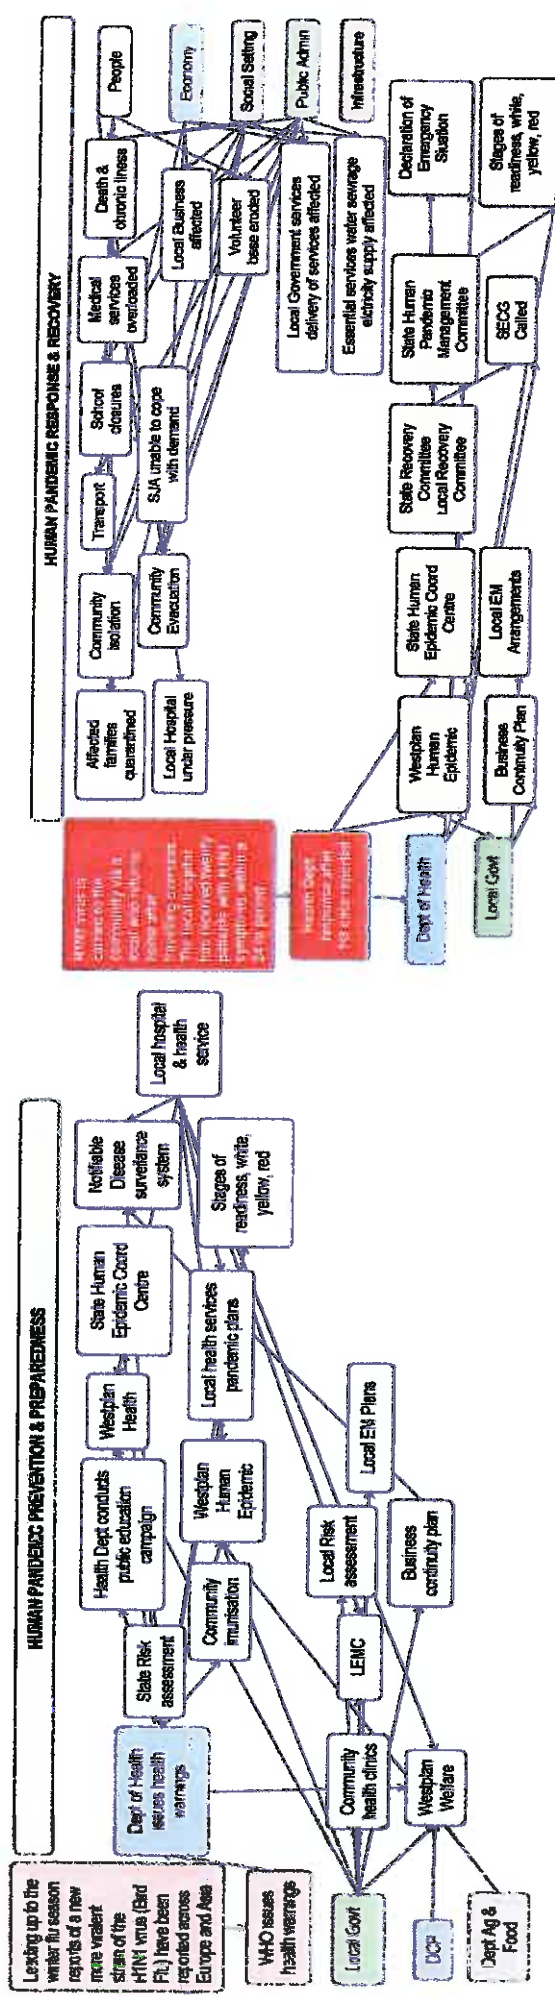 HUMAN PANDEMIC PREVENTION & PREPAREDNESS
Leading up to the
winter flu season
reports of a new
more virulent
strain of the
H1N1 virus (Bird
Flu,) have been
reported across
Europe and Asia
WHO issues
health warnings
Local Govt
DCP
Dept Ag &
Food
Dept of Health
issues health
warnings
Community
health clinics
Westplan
Welfare
State Risk
assessment
Community
imunisation
LEMC
Health Dept conducts
public education
campaign
Westplan
Human
Epidemic
Local Risk
assessment
Business
continuity plan
Westplan
Health
Local health services
pandemic plans
Local EM Plans
State Human
Epidemic Coord
Centre
Stages of
readiness, white,
yellow, red
Notifiable
Disease
surveillance
system
Local hospital
& health
service
HUMAN PANDEMIC RESPONSE & RECOVERY
Dept of Health
Local Govt
Affected
families
quarantined
Local Hospital
under pressure
Community
isolation
Community
Evacuation
Transport
School
closures
SJA unable to cope
with demand
Medical
services
overloaded
Death &
chronic illness
Local Business
affected
Volunteer
base eroded
Local Government services
delivery of services affected
Essential services water sewrage
elctricity supply affected
People
Economy
Social Setting
Public Admin
Infrastructure
Westplan
Human
Epidemic
Business
Continuity Plan
State Human
Epidemic Coord
Centre
Local EM
Arrangements
State Recovery
Committee
Local Recovery
Committee
State Human
Pandemic
Management
Committee
SECG
Called
Declaration of
Emergency
Situation
Stages of
readiness, white,
yellow, red